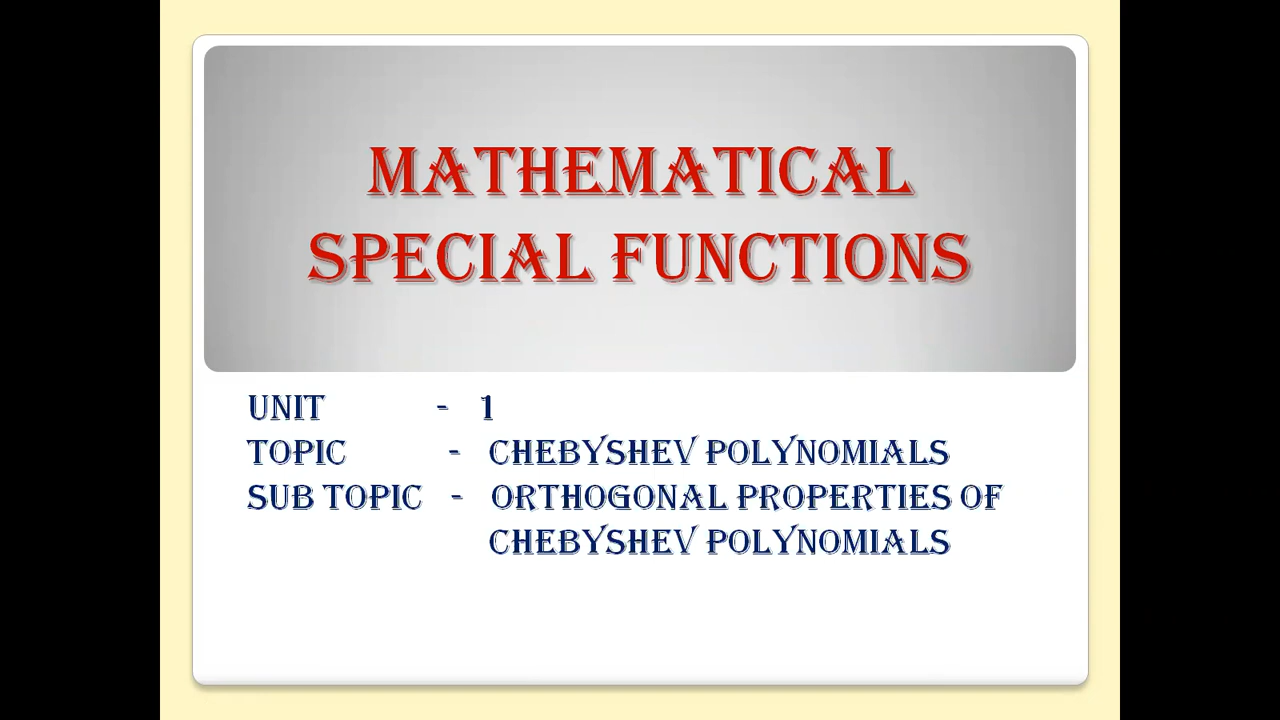 MATHEMATICAL
SPECIAL FUNCTIONS
UNIT - 1
TOPIC - CHEBYSHEV POLYNOMIALS
SUB TOPIC - ORTHOGONAL PROPERTIES OF
CHEBYSHEV POLYNOMIALS